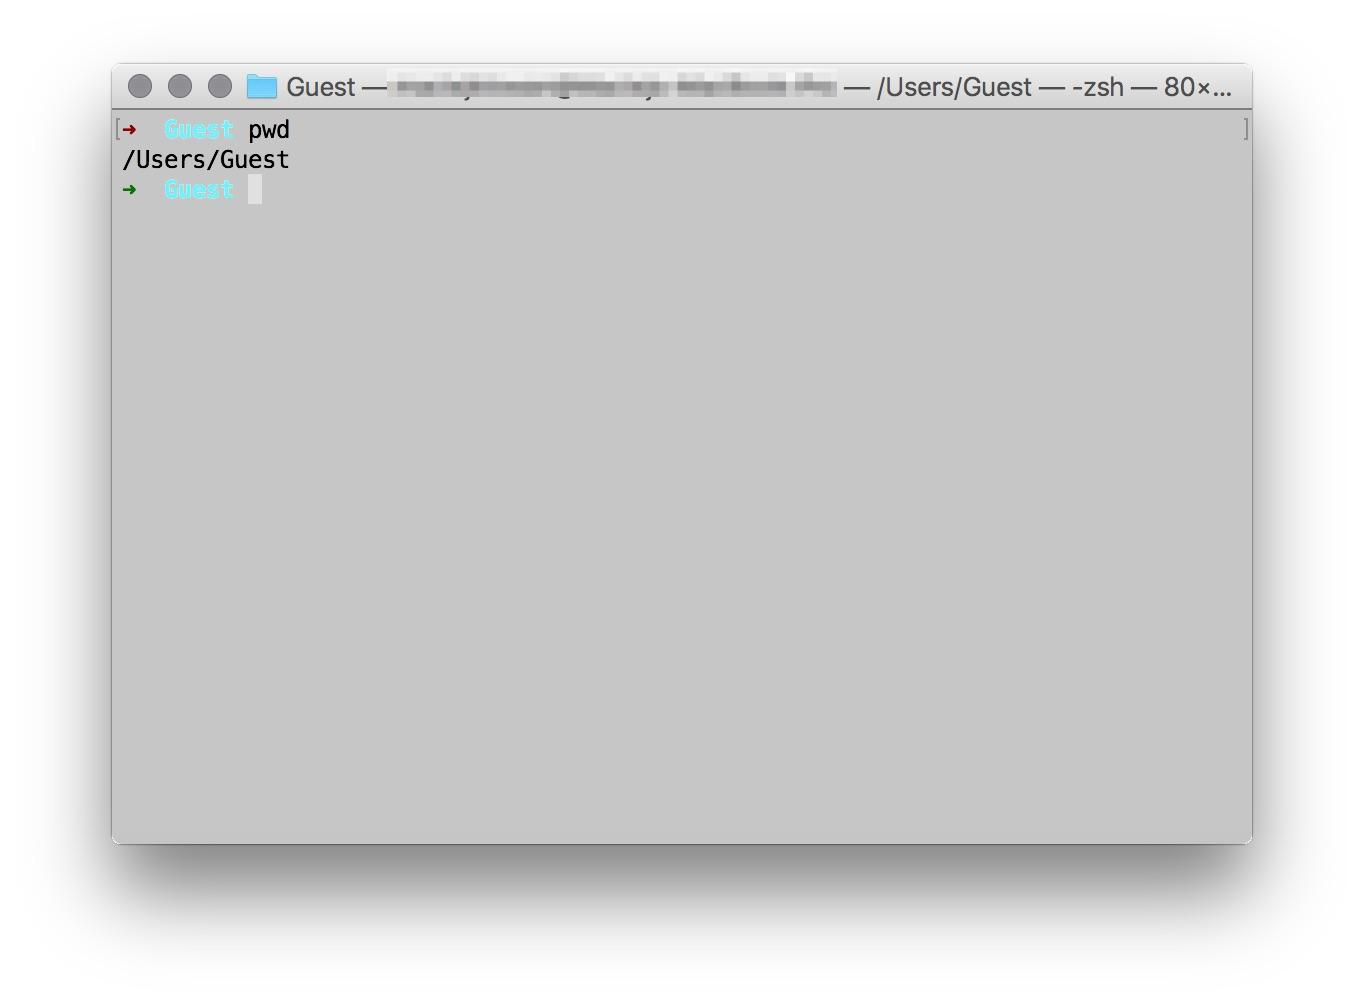 Guest — — /Users/Guest — -zsh — 80×...
[➜ Guest pwd ]
/Users/Guest
➜ Guest